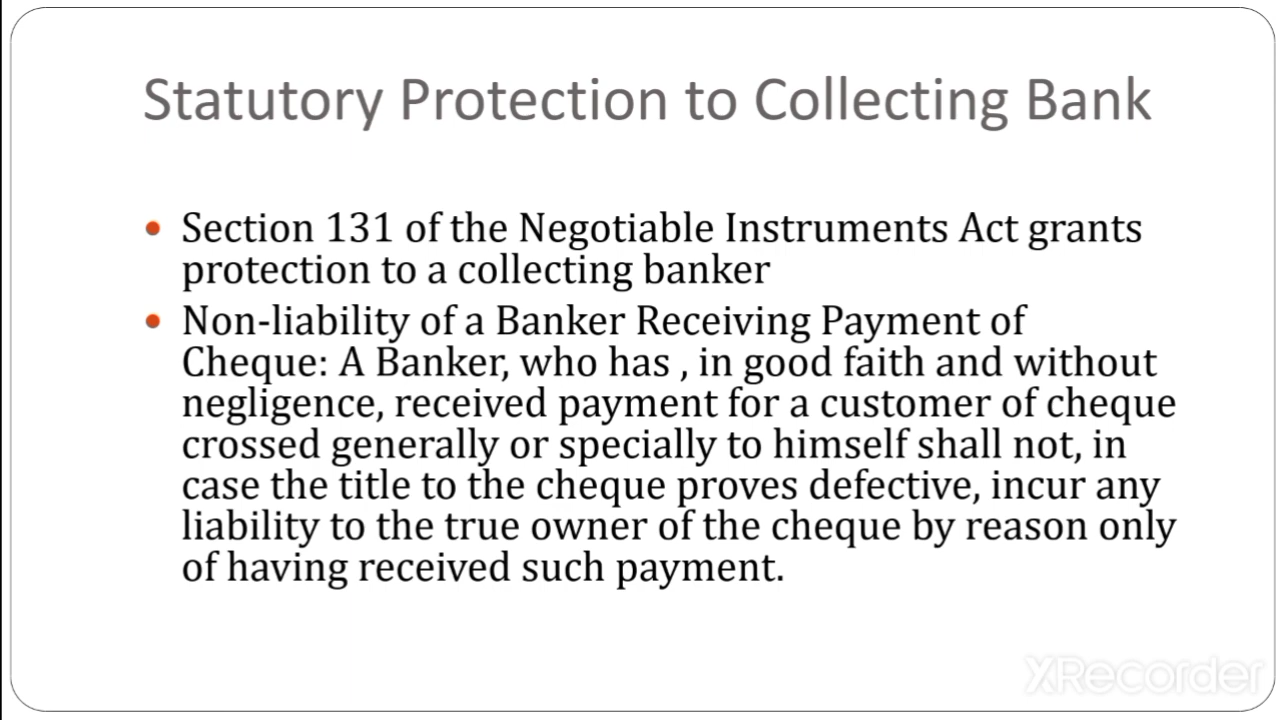 Statutory Protection to Collecting Bank
• Section 131 of the Negotiable Instruments Act grants
protection to a collecting banker
• Non-liability of a Banker Receiving Payment of
Cheque: A Banker, who has , in good faith and without
negligence, received payment for a customer of cheque
crossed generally or specially to himself shall not, in
case the title to the cheque proves defective, incur any
liability to the true owner of the cheque by reason only
of having received such payment.
XRecorder